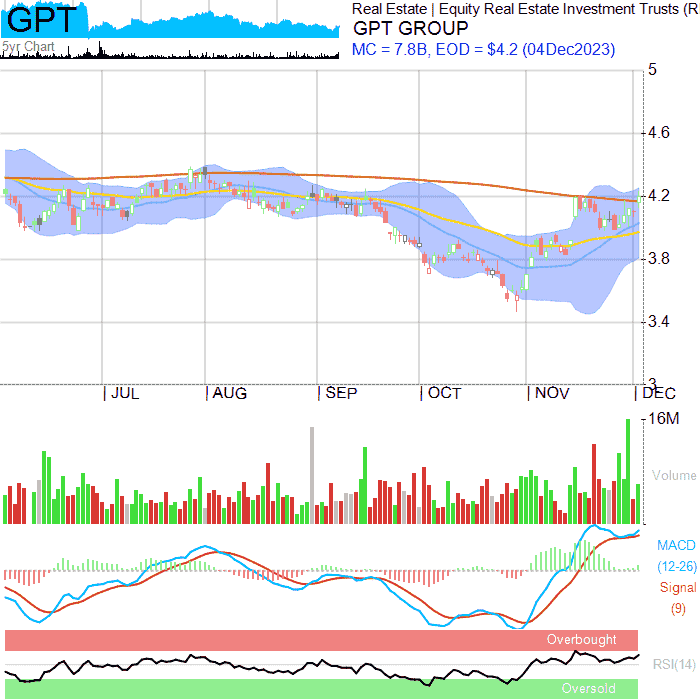 GPT
5yr Chart
Real Estate | Equity Real Estate Investment Trusts (R
GPT GROUP
MC = 7.8B, EOD = $4.2 (04Dec2023)
5
4.6
4.2
3.8
3.4
3
JUL AUG SEP OCT NOV DEC
16M
Volume
MACD
(12-26)
Signal
(9)
Overbought
RSI(14)
Oversold